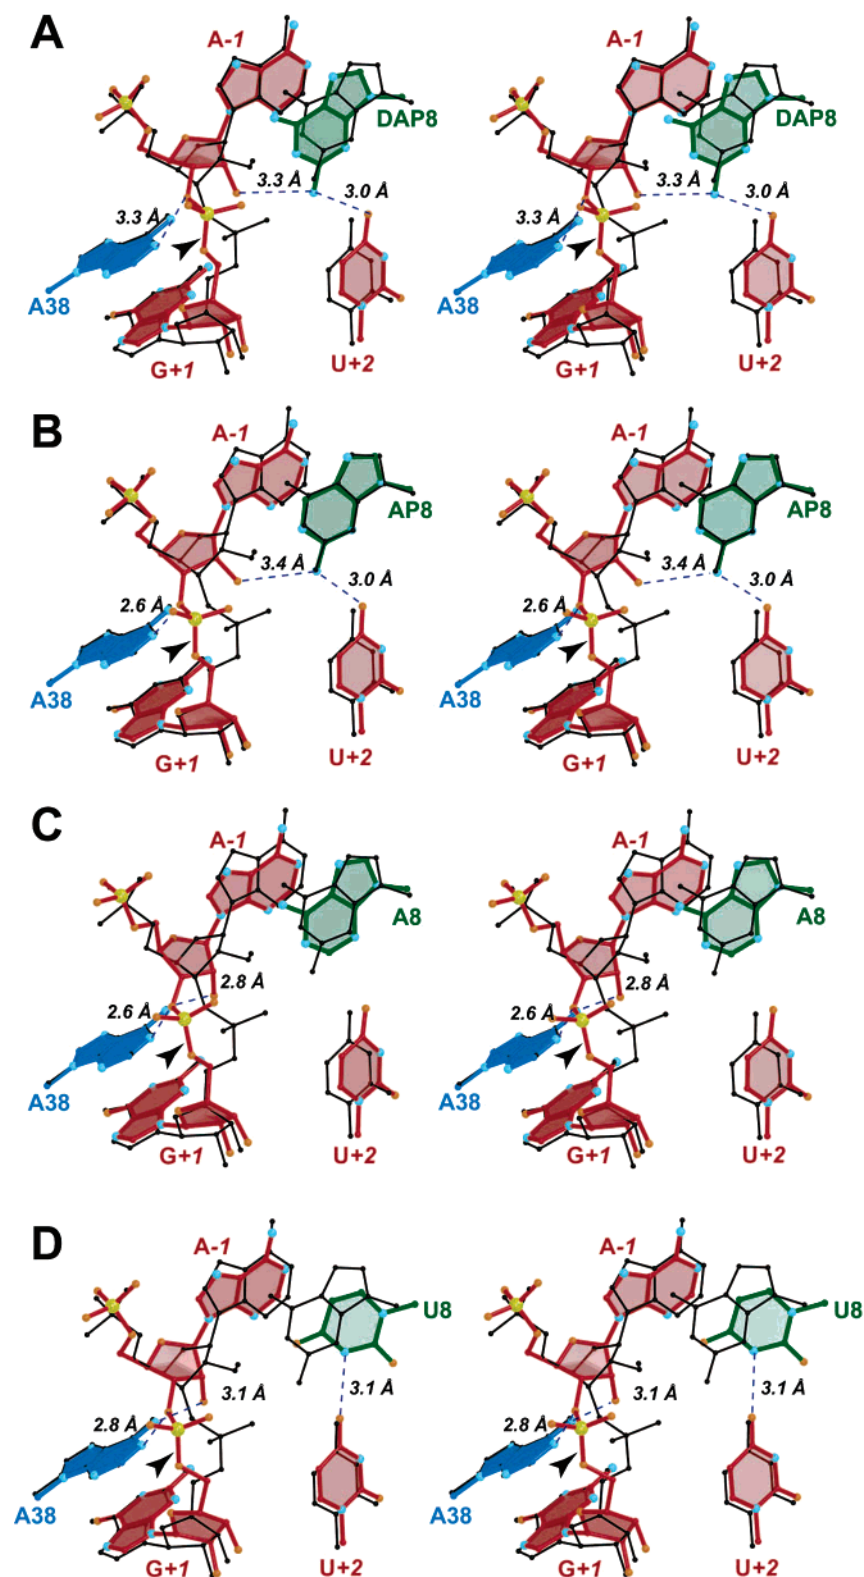 A
A-1 A-1
DAP8 DAP8
3.3 Å 3.0 Å 3.3 Å 3.0 Å
3.3 Å 3.3 Å
A38 A38
G+1 U+2 G+1 U+2
B
A-1 A-1
AP8 AP8
3.4 Å 3.0 Å 3.4 Å 3.0 Å
2.6 Å 2.6 Å
A38 A38
G+1 U+2 G+1 U+2
C
A-1 A-1
A8 A8
2.8 Å 2.8 Å
2.6 Å 2.6 Å
A38 A38
G+1 U+2 G+1 U+2
D
A-1 A-1
U8 U8
3.1 Å 3.1 Å 3.1 Å 3.1 Å
2.8 Å 2.8 Å
A38 A38
G+1 U+2 G+1 U+2